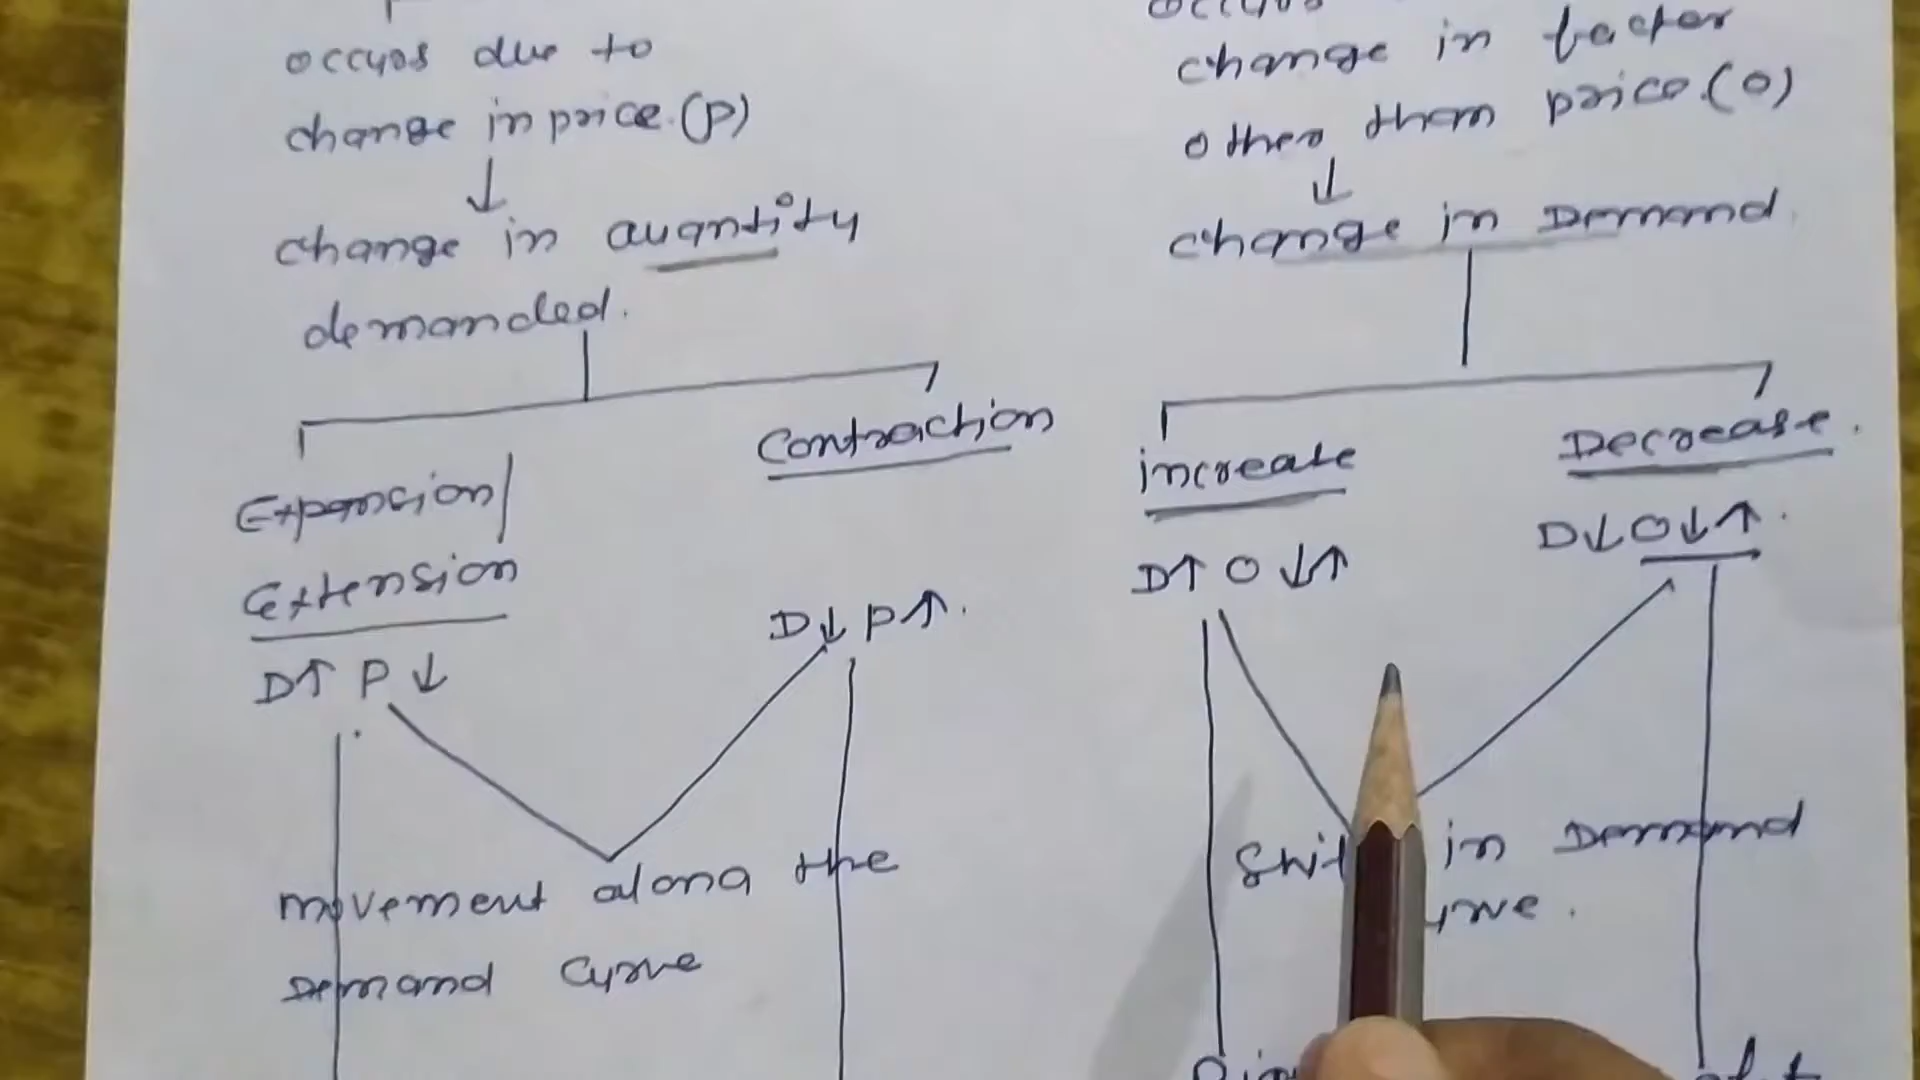 occurs due to
change in price.(P)
↓
change in quantity
demanded.
Expansion/
Extension
D↑ P↓
Contraction
D↓ P↑.
movement along the
Demand curve
change in factor
other than price.(O)
↓
change in Demand.
increase
D↑ O↓↑
Decrease.
D↓ O↓↑.
in Demand